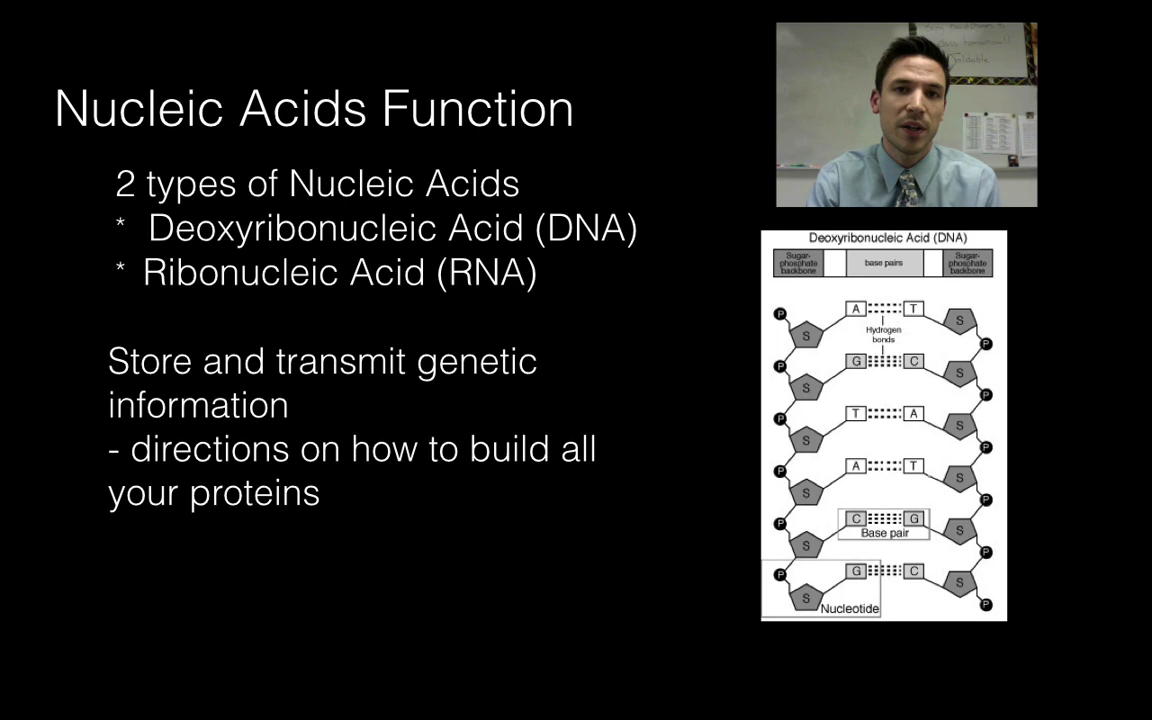 Nucleic Acids Function
2 types of Nucleic Acids
* Deoxyribonucleic Acid (DNA)
* Ribonucleic Acid (RNA)
Store and transmit genetic
information
- directions on how to build all
your proteins
Deoxyribonucleic Acid (DNA)
Sugar-
phosphate
backbone
base pairs
Sugar-
phosphate
backbone
P
A
T
S
S
Hydrogen
bonds
P
P
G
C
S
S
P
P
T
A
S
S
P
P
A
T
S
S
P
P
C
G
S
S
Base pair
P
P
G
C
S
S
Nucleotide
P